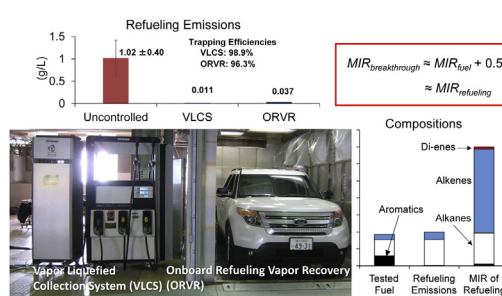 Refueling Emissions
1.5
1
0.5
0
(g/L)
1.02 ±0.40
Trapping Efficiencies
VLCS: 98.9%
ORVR: 96.3%
0.011
0.037
Uncontrolled VLCS ORVR
MIRbreakthrough ≈ MIRfuel + 0.5
≈ MIRrefueling
Vapor Liquefied
Collection System (VLCS)
Onboard Refueling Vapor Recovery
(ORVR)
Compositions
Di-enes
Alkenes
Aromatics
Alkanes
Tested
Fuel
Refueling
Emissions
MIR of
Refueling